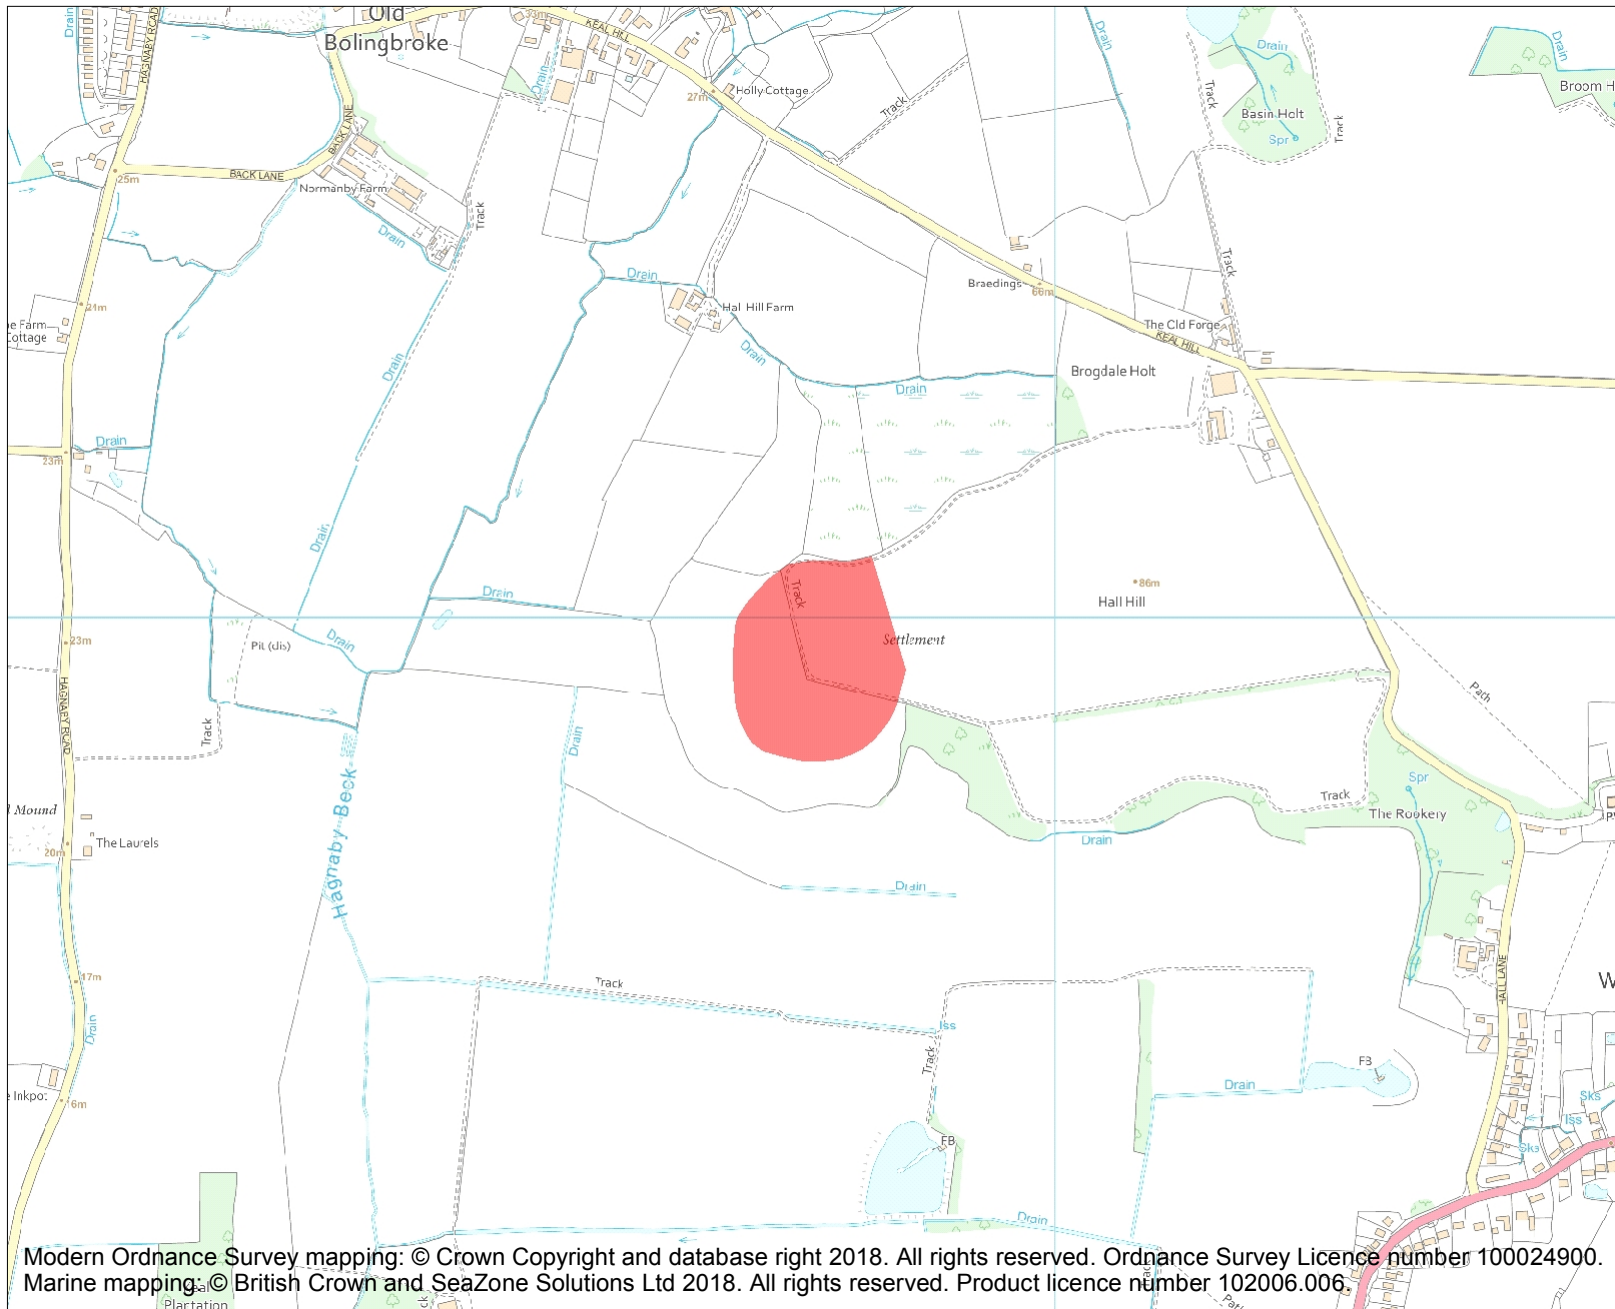 Old
Bolingbroke
Drain
HAGNABY ROAD
33m
KEAL HILL
Drain
Drain
Drain
Drain
Broom H
27m
Holly Cottage
Track
Track
Basin Holt
Track
Spr
BACK LANE
BACK LANE
25m
Normanby Farm
Track
Drain
Drain
Track
Braedings
66m
21m
e Farm
Cottage
Hall Hill Farm
The Old Forge
KEAL HILL
Drain
Drain
Brogdale Holt
Drain
Drain
23m
Drain
Track
Drain
86m
Hall Hill
Settlement
23m
Pit (dis)
Drain
HAGNABY ROAD
Track
Drain
Path
Hagnaby Beck
Spr
Track
The Rookery
l Mound
The Laurels
20m
Drain
Drain
17m
Track
HALL LANE
W
Drain
Iss
Track
FB
Drain
e Inkpot
16m
Sks
Iss
Sks
FB
Drain
Modern Ordnance Survey mapping: © Crown Copyright and database right 2018. All rights reserved. Ordnance Survey Licence number 100024900.
Marine mapping: © British Crown and SeaZone Solutions Ltd 2018. All rights reserved. Product licence number 102006.006.
Plantation